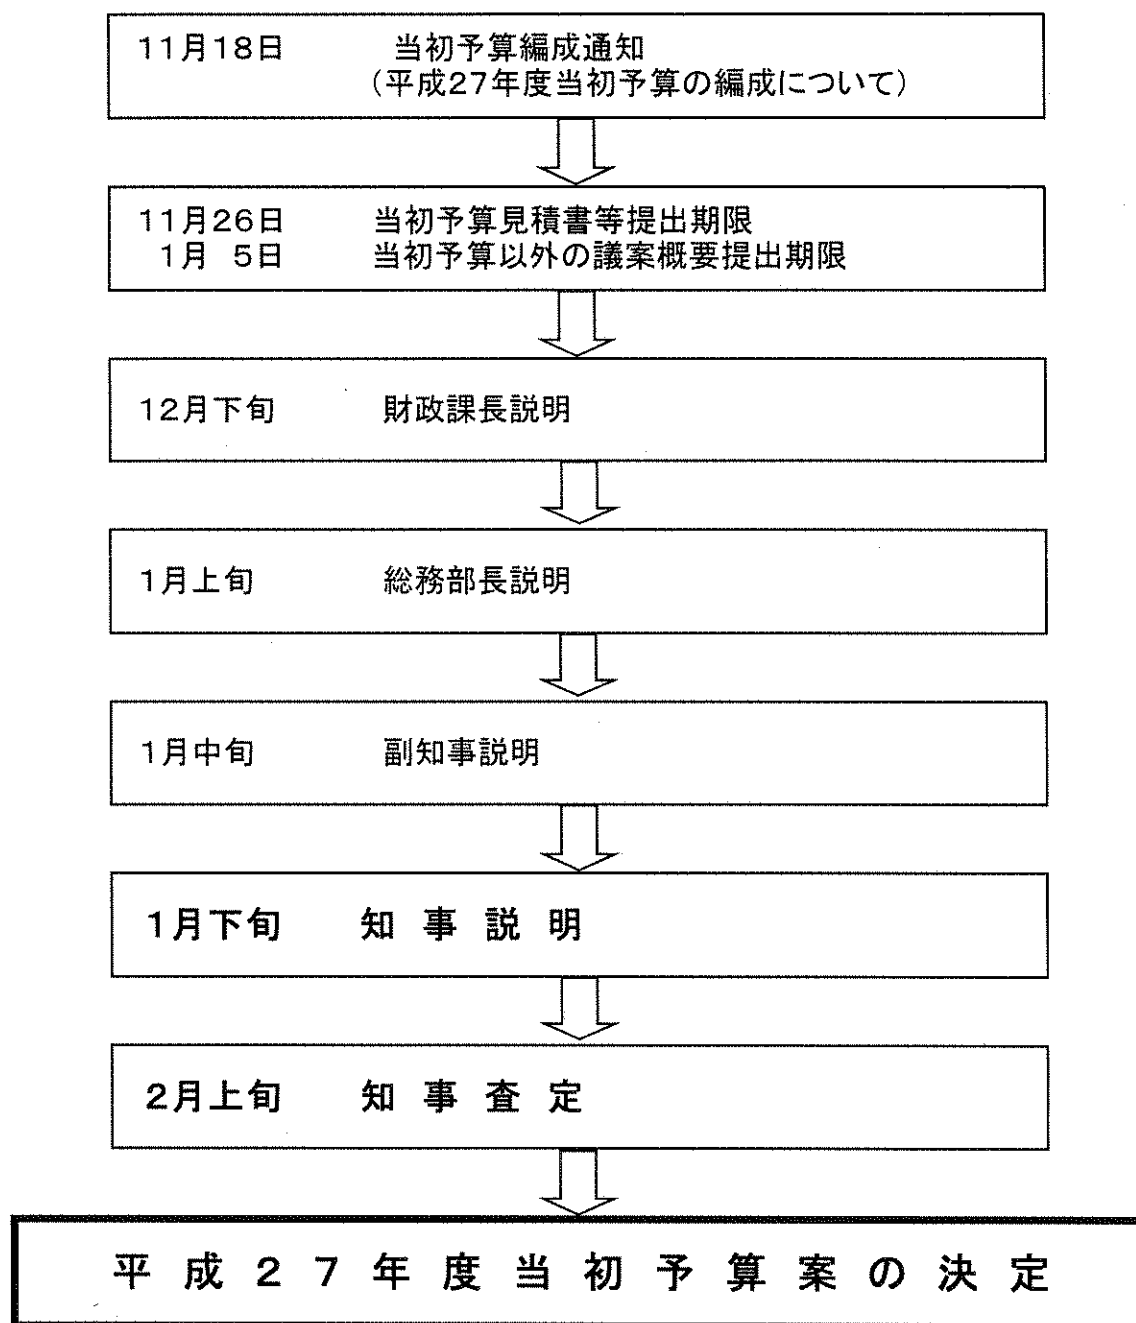 11月18日　当初予算編成通知
（平成27年度当初予算の編成について）
11月26日　当初予算見積書等提出期限
1月　5日　当初予算以外の議案概要提出期限
12月下旬　財政課長説明
1月上旬　総務部長説明
1月中旬　副知事説明
1月下旬　知事説明
2月上旬　知事査定
平成27年度当初予算案の決定